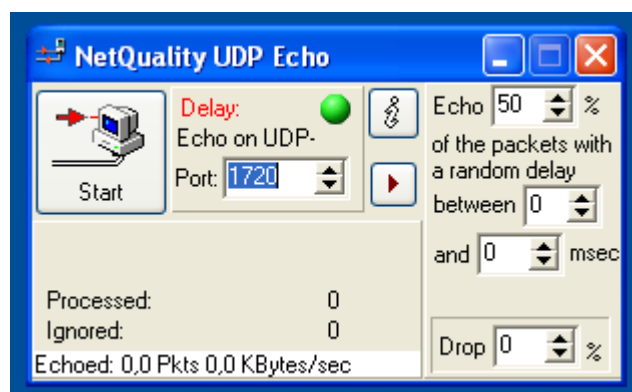 NetQuality UDP Echo
Start
Delay:
Echo on UDP-
Port: 1720
Processed: 0
Ignored: 0
Echoed: 0,0 Pkts 0,0 KBytes/sec
Echo 50 %
of the packets with
a random delay
between 0
and 0 msec
Drop 0 %